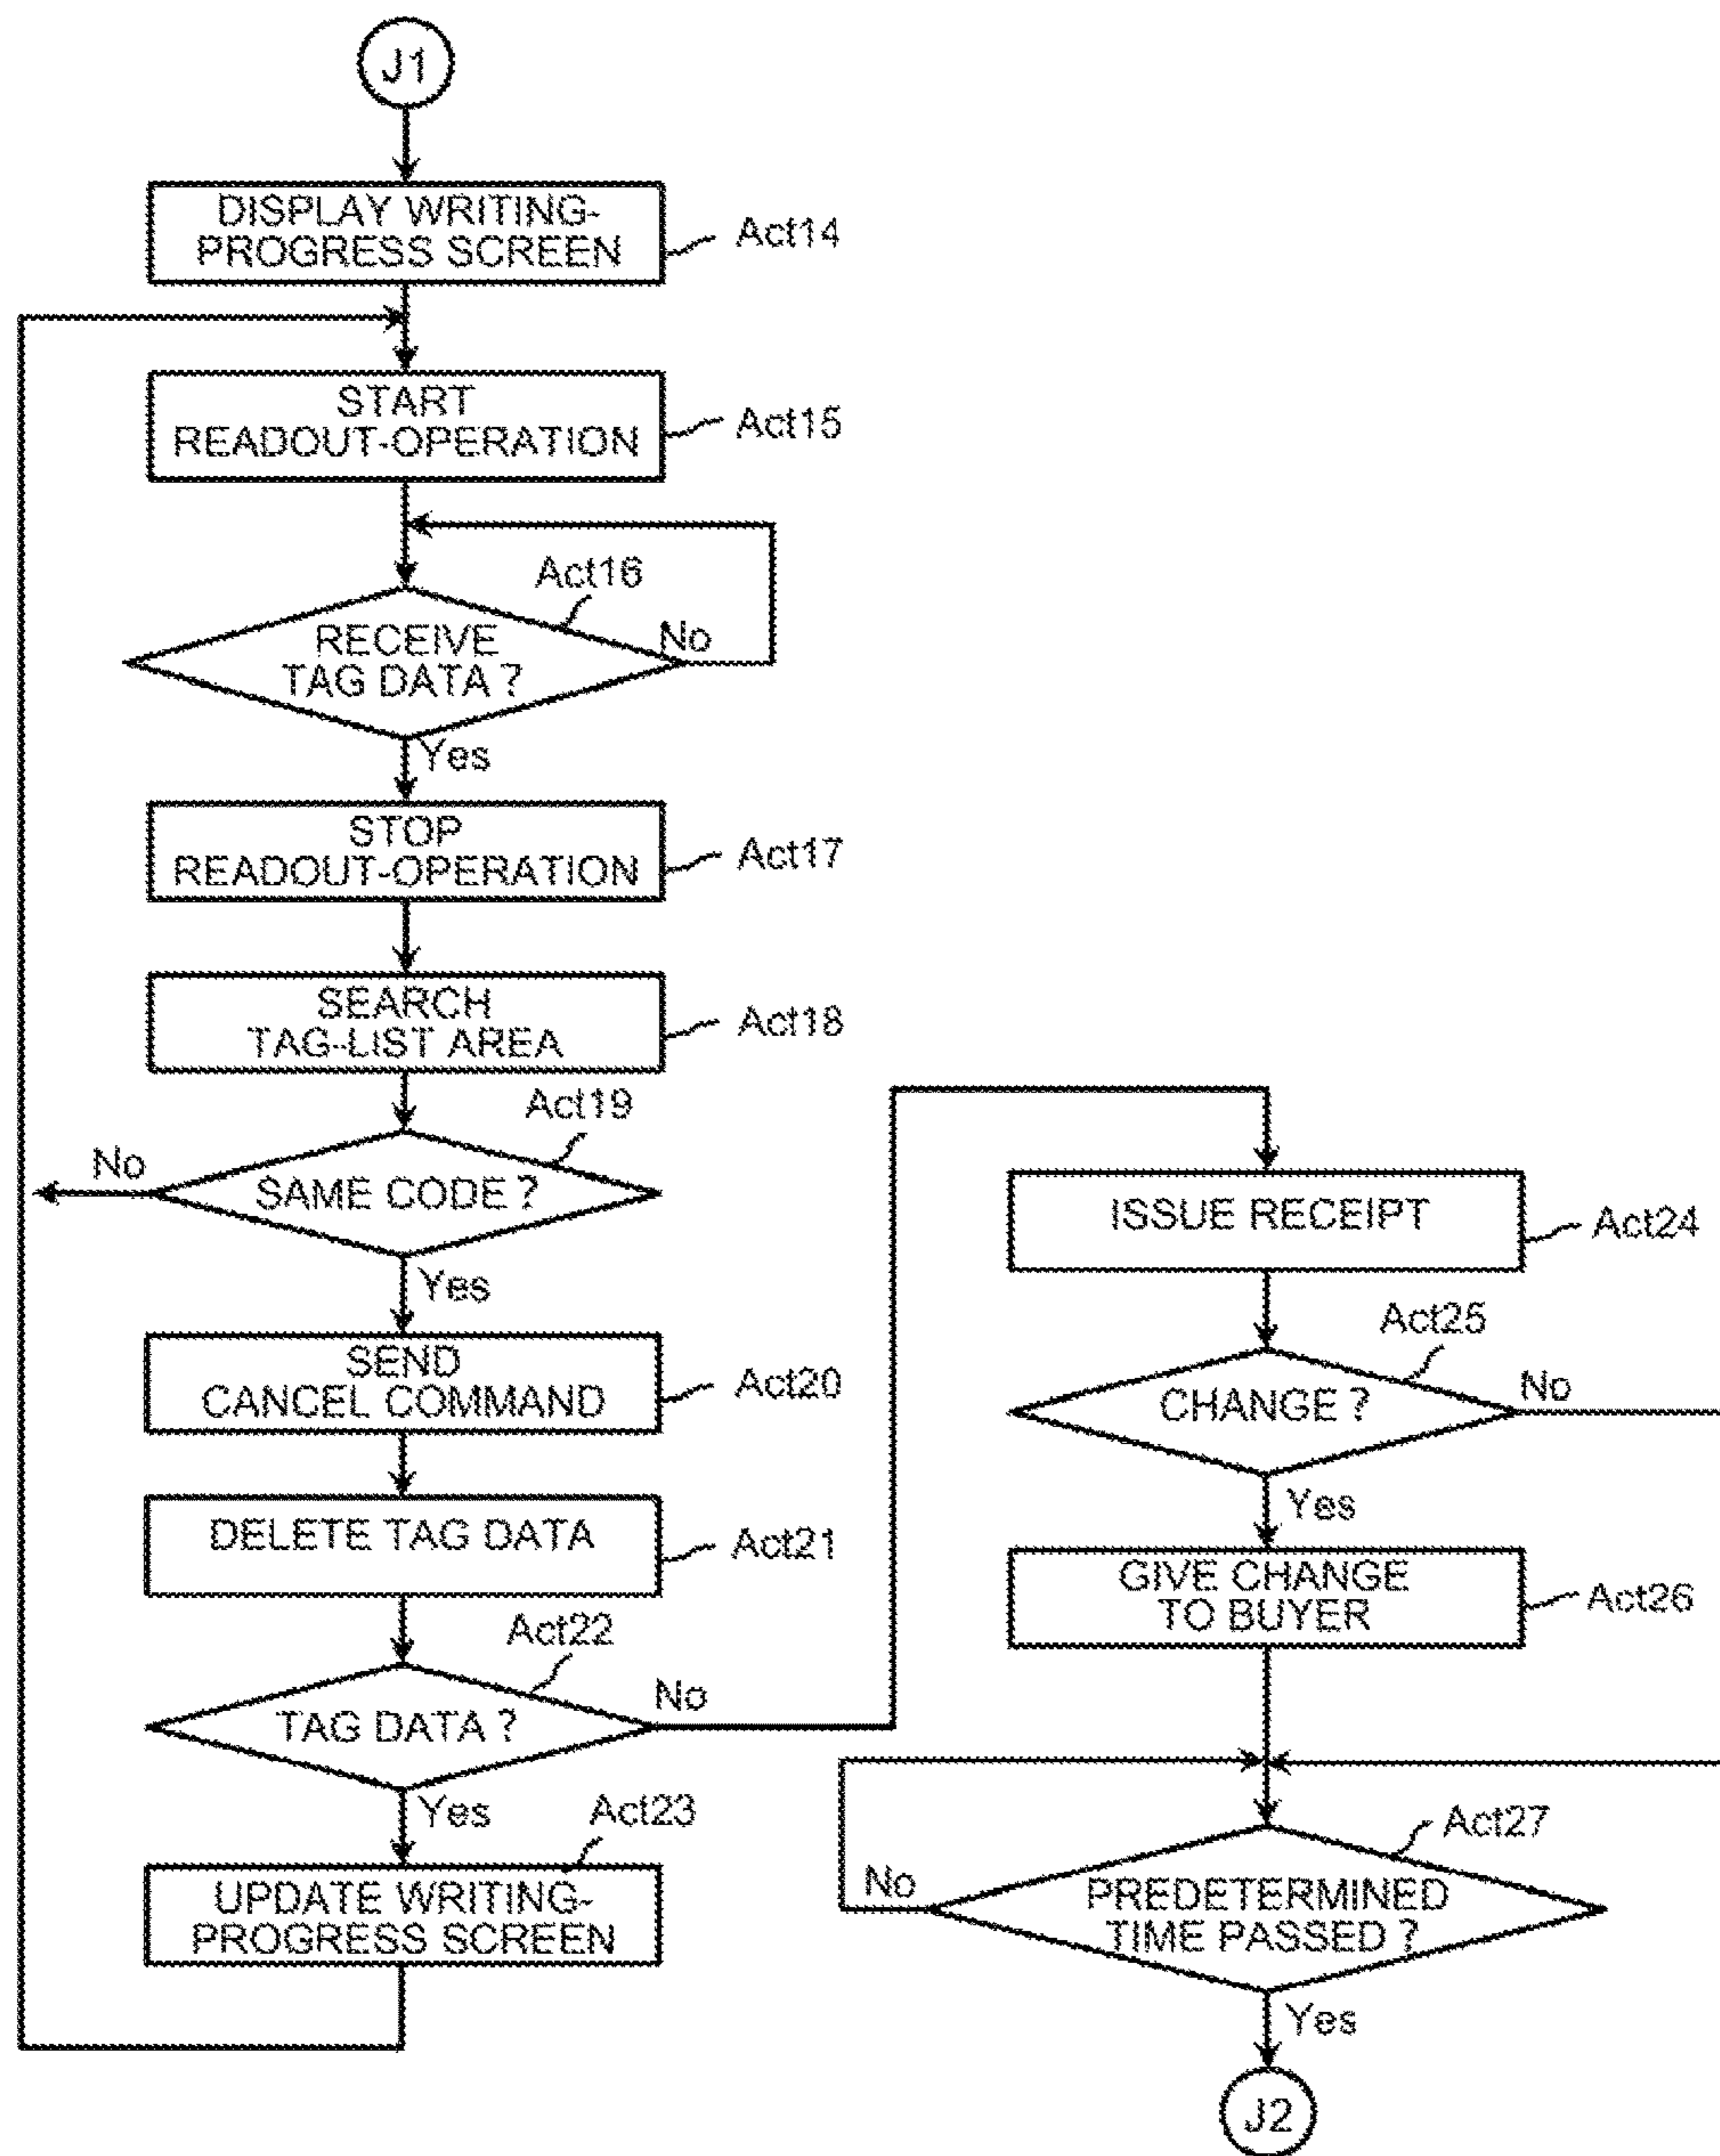 J1
DISPLAY WRITING-
PROGRESS SCREEN
Act14
START
READOUT-OPERATION
Act15
Act16
RECEIVE
TAG DATA ?
No
Yes
STOP
READOUT-OPERATION
Act17
SEARCH
TAG-LIST AREA
Act18
Act19
No
SAME CODE ?
Yes
SEND
CANCEL COMMAND
Act20
DELETE TAG DATA
Act21
Act22
No
TAG DATA ?
Yes
Act23
UPDATE WRITING-
PROGRESS SCREEN
ISSUE RECEIPT
Act24
Act25
CHANGE ?
No
Yes
GIVE CHANGE
TO BUYER
Act26
Act27
No
PREDETERMINED
TIME PASSED ?
Yes
J2